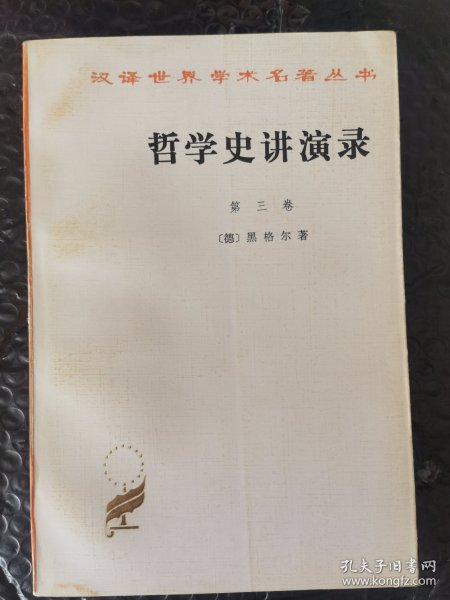 汉译世界学术名著丛书
哲学史讲演录
第三卷
〔德〕黑格尔著
孔夫子旧书网
www.kongfz.com